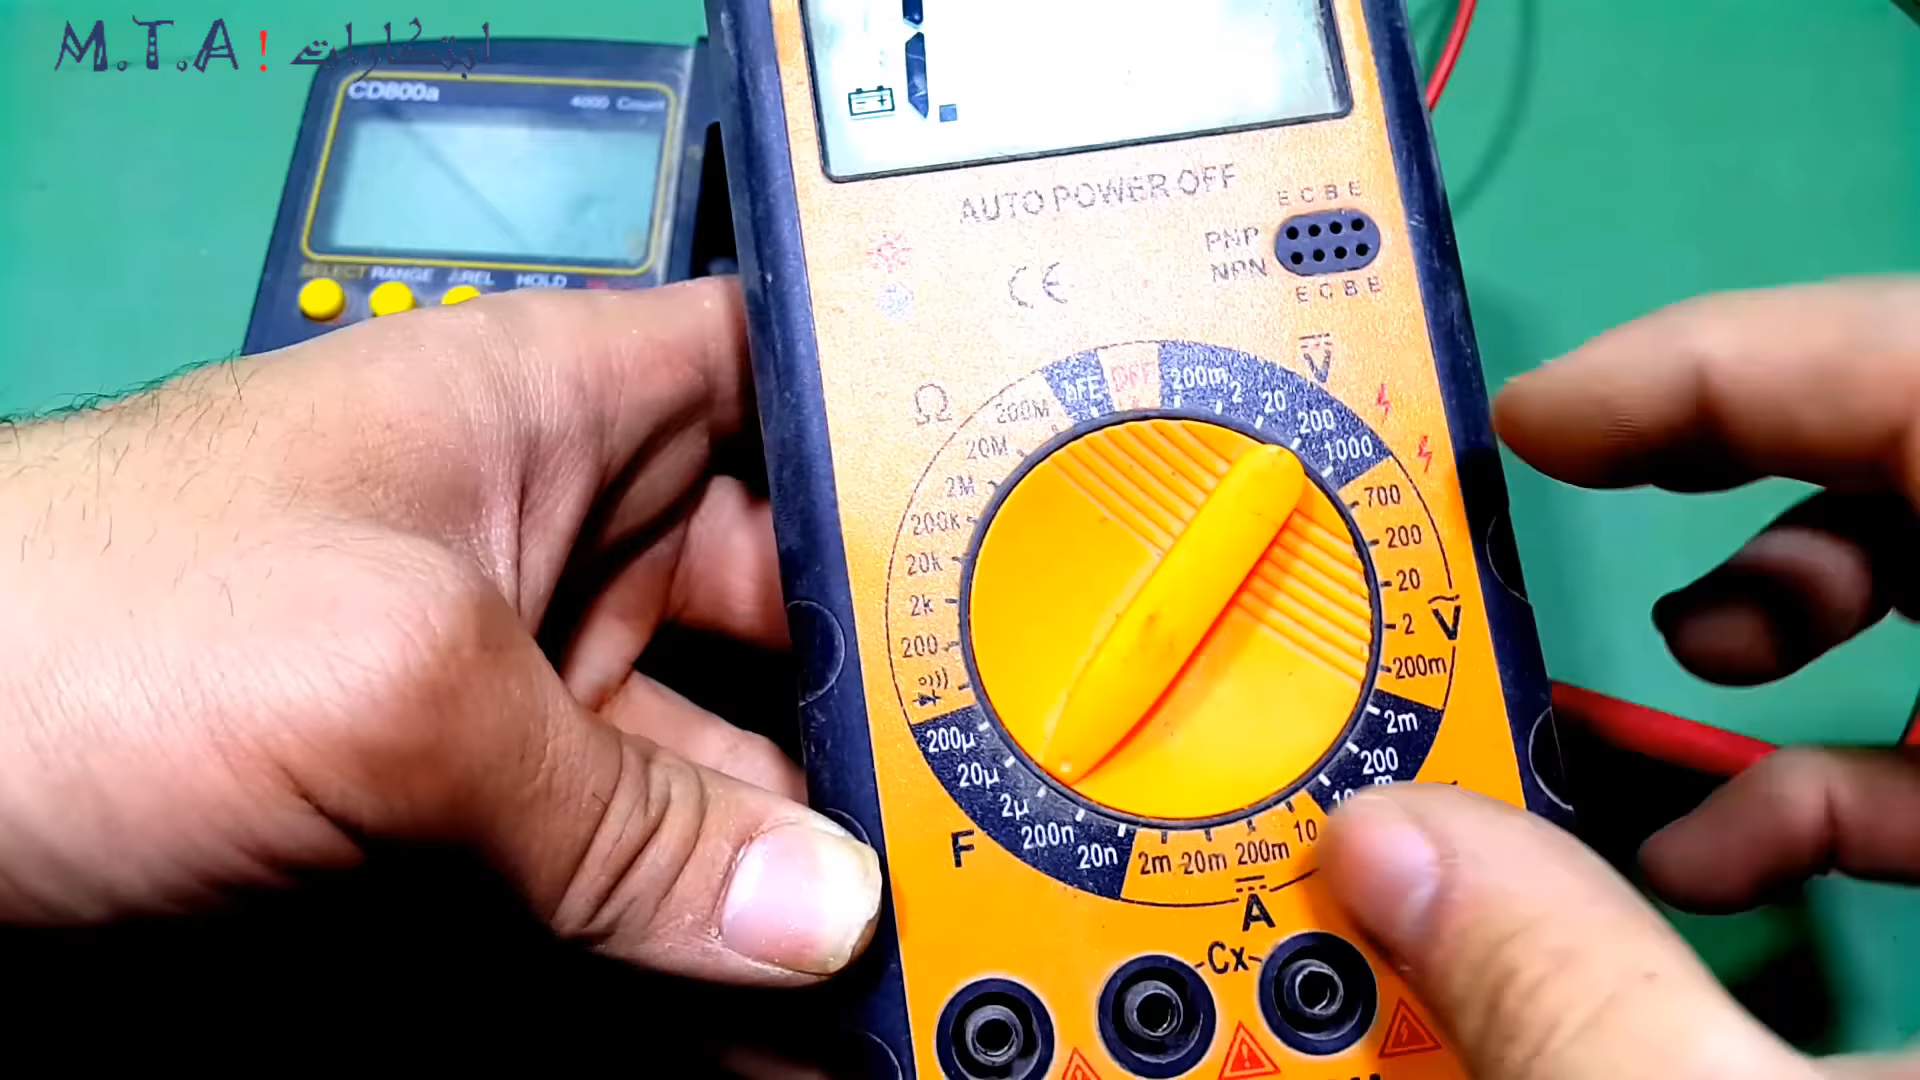 M.T.A! ابتكارات
CD800a
4000 Count
SELECT RANGE △REL HOLD
AUTO POWER OFF
E C B E
PNP
NPN
E C B E
CE
Ω
V
hFE OFF 200m 2 20 200 1000
700
200
20
2
200m
V
200M
20M
2M
200k
20k
2k
200
200µ
20µ
2µ
200n
20n
F
2m
200
m
10
2m 20m 200m 10
A
Cx